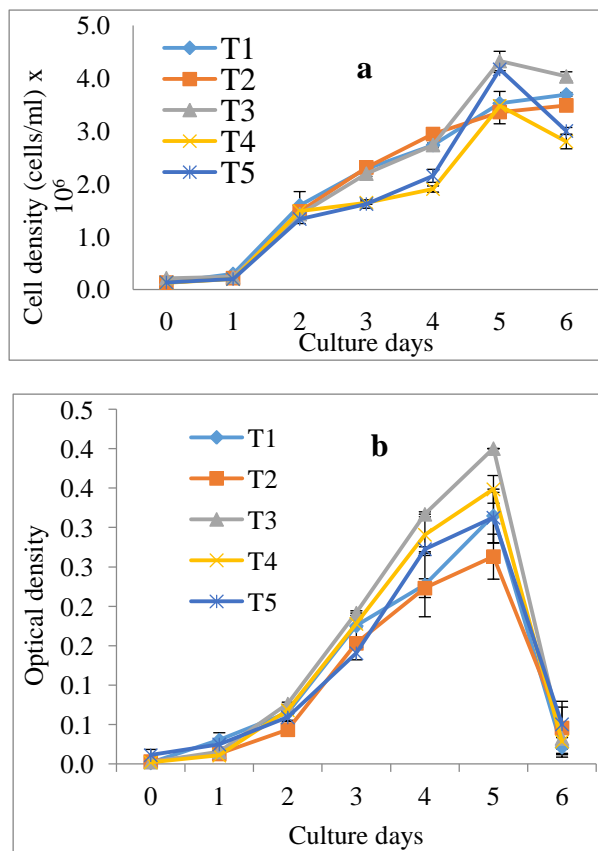 a
T1
T2
T3
T4
T5
5.0
4.0
3.0
2.0
1.0
0.0
Cell density (cells/ml) x
10^6
0 1 2 3 4 5 6
Culture days
b
T1
T2
T3
T4
T5
0.5
0.4
0.4
0.3
0.3
0.2
0.2
0.1
0.1
0.0
Optical density
0 1 2 3 4 5 6
Culture days